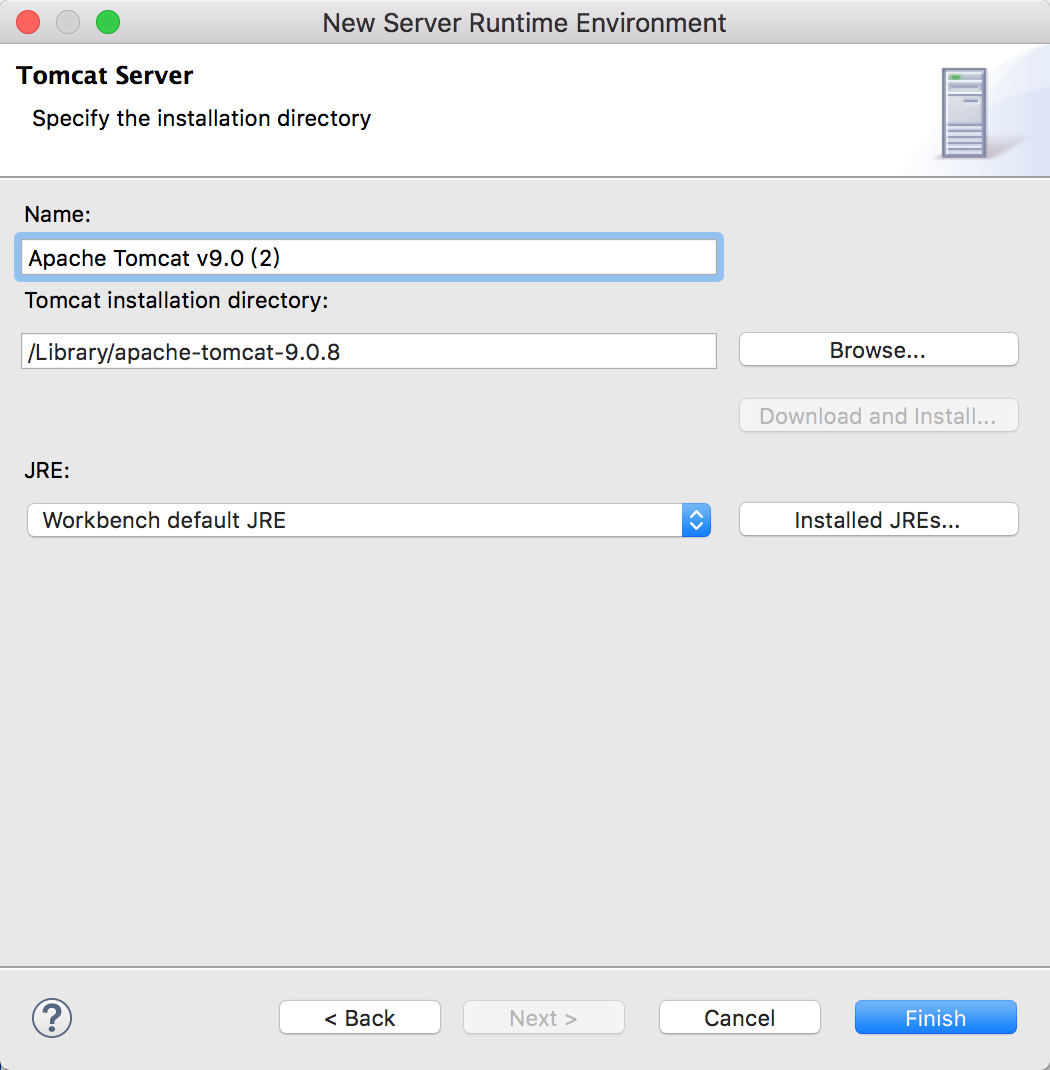 New Server Runtime Environment
Tomcat Server
Specify the installation directory
Name:
Apache Tomcat v9.0 (2)
Tomcat installation directory:
/Library/apache-tomcat-9.0.8
Browse...
Download and Install...
JRE:
Workbench default JRE
Installed JREs...
?
< Back
Next >
Cancel
Finish